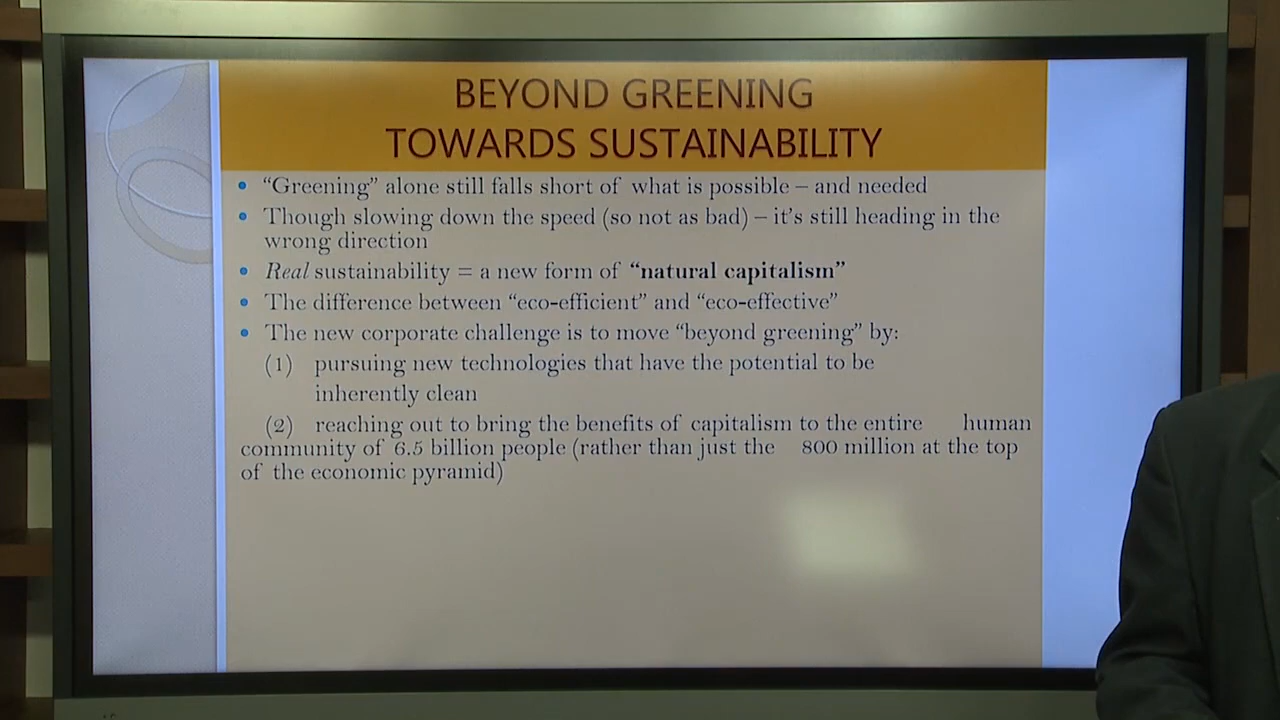 BEYOND GREENING
TOWARDS SUSTAINABILITY
• “Greening” alone still falls short of what is possible – and needed
• Though slowing down the speed (so not as bad) – it’s still heading in the
wrong direction
• Real sustainability = a new form of “natural capitalism”
• The difference between “eco-efficient” and “eco-effective”
• The new corporate challenge is to move “beyond greening” by:
(1) pursuing new technologies that have the potential to be
inherently clean
(2) reaching out to bring the benefits of capitalism to the entire human
community of 6.5 billion people (rather than just the 800 million at the top
of the economic pyramid)